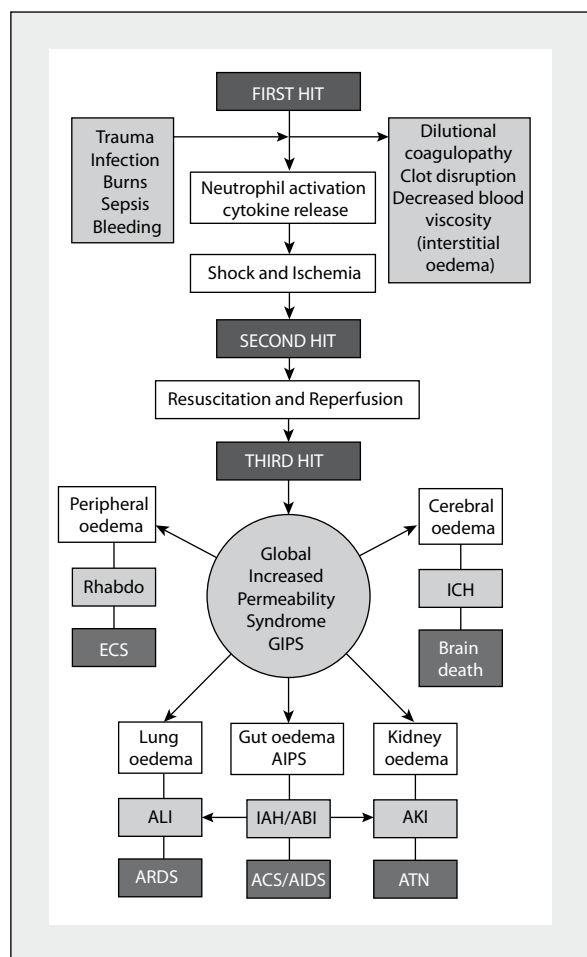 FIRST HIT
Trauma
Infection
Burns
Sepsis
Bleeding
Dilutional
coagulopathy
Clot disruption
Decreased blood
viscosity
(interstitial
oedema)
Neutrophil activation
cytokine release
Shock and Ischemia
SECOND HIT
Resuscitation and Reperfusion
THIRD HIT
Peripheral
oedema
Rhabdo
ECS
Global
Increased
Permeability
Syndrome
GIPS
Cerebral
oedema
ICH
Brain
death
Lung
oedema
ALI
ARDS
Gut oedema
AIPS
IAH/ABI
ACS/AIDS
Kidney
oedema
AKI
ATN